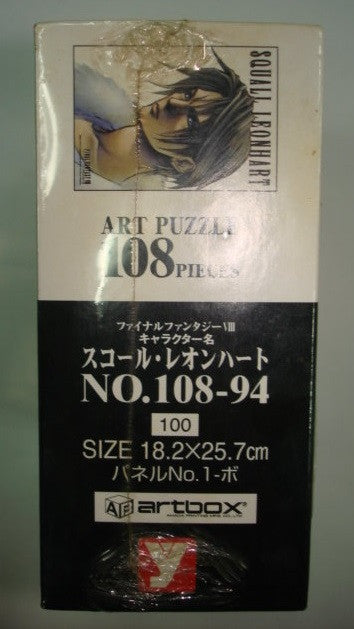 SQUALL LEONHART
ART PUZZLE
108 PIECES
ファイナルファンタジーVIII
キャラクター名
スコール・レオンハート
NO.108-94
100
SIZE 18.2×25.7cm
パネルNo.1-ボ
artbox®
y